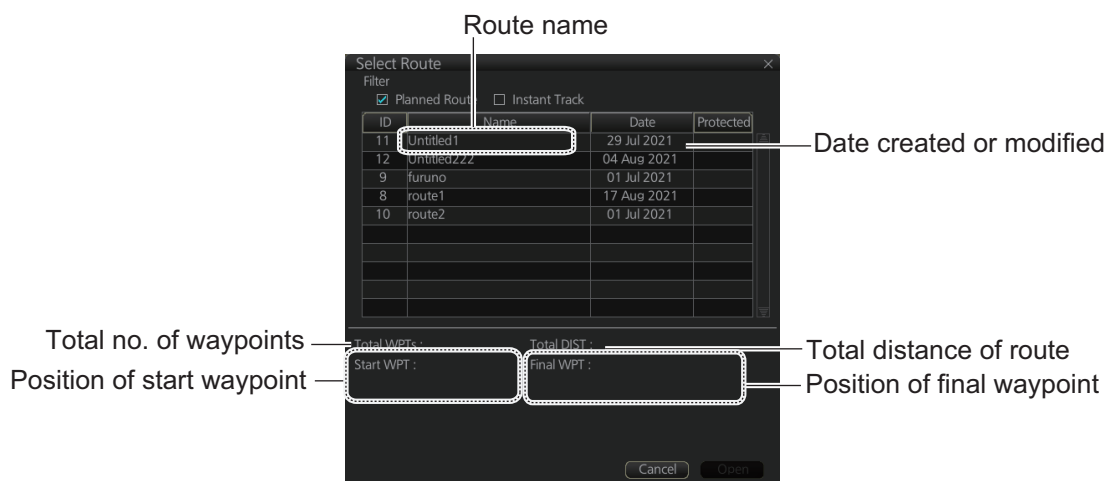 Route name
Select Route
Filter
Planned Route Instant Track
ID Name Date Protected
11 Untitled1 29 Jul 2021
Date created or modified
12 Untitled222 04 Aug 2021
9 furuno 01 Jul 2021
8 route1 17 Aug 2021
10 route2 01 Jul 2021
Total no. of waypoints
Total WPTs : Total DIST :
Total distance of route
Position of start waypoint
Start WPT : Final WPT :
Position of final waypoint
Cancel Open